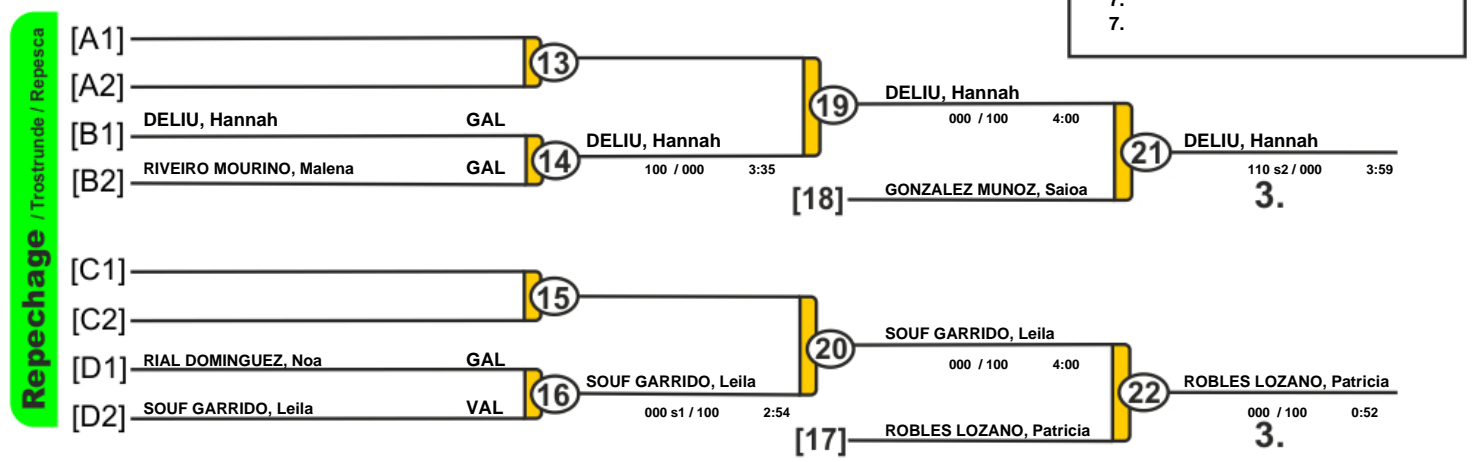 7.
7.
Repechage / Trostrunde / Repesca
[A1]
13
[A2]
19
DELIU, Hannah
000 / 100 4:00
DELIU, Hannah GAL
[B1]
DELIU, Hannah
21
DELIU, Hannah
14
100 / 000 3:35
110 s2 / 000 3:59
RIVEIRO MOURINO, Malena GAL
[B2]
[18]
GONZALEZ MUNOZ, Saioa
3.
[C1]
15
[C2]
20
SOUF GARRIDO, Leila
000 / 100 4:00
[D1] RIAL DOMINGUEZ, Noa GAL
16
SOUF GARRIDO, Leila
22
ROBLES LOZANO, Patricia
000 s1 / 100 2:54
000 / 100 0:52
[D2] SOUF GARRIDO, Leila VAL
[17]
ROBLES LOZANO, Patricia
3.